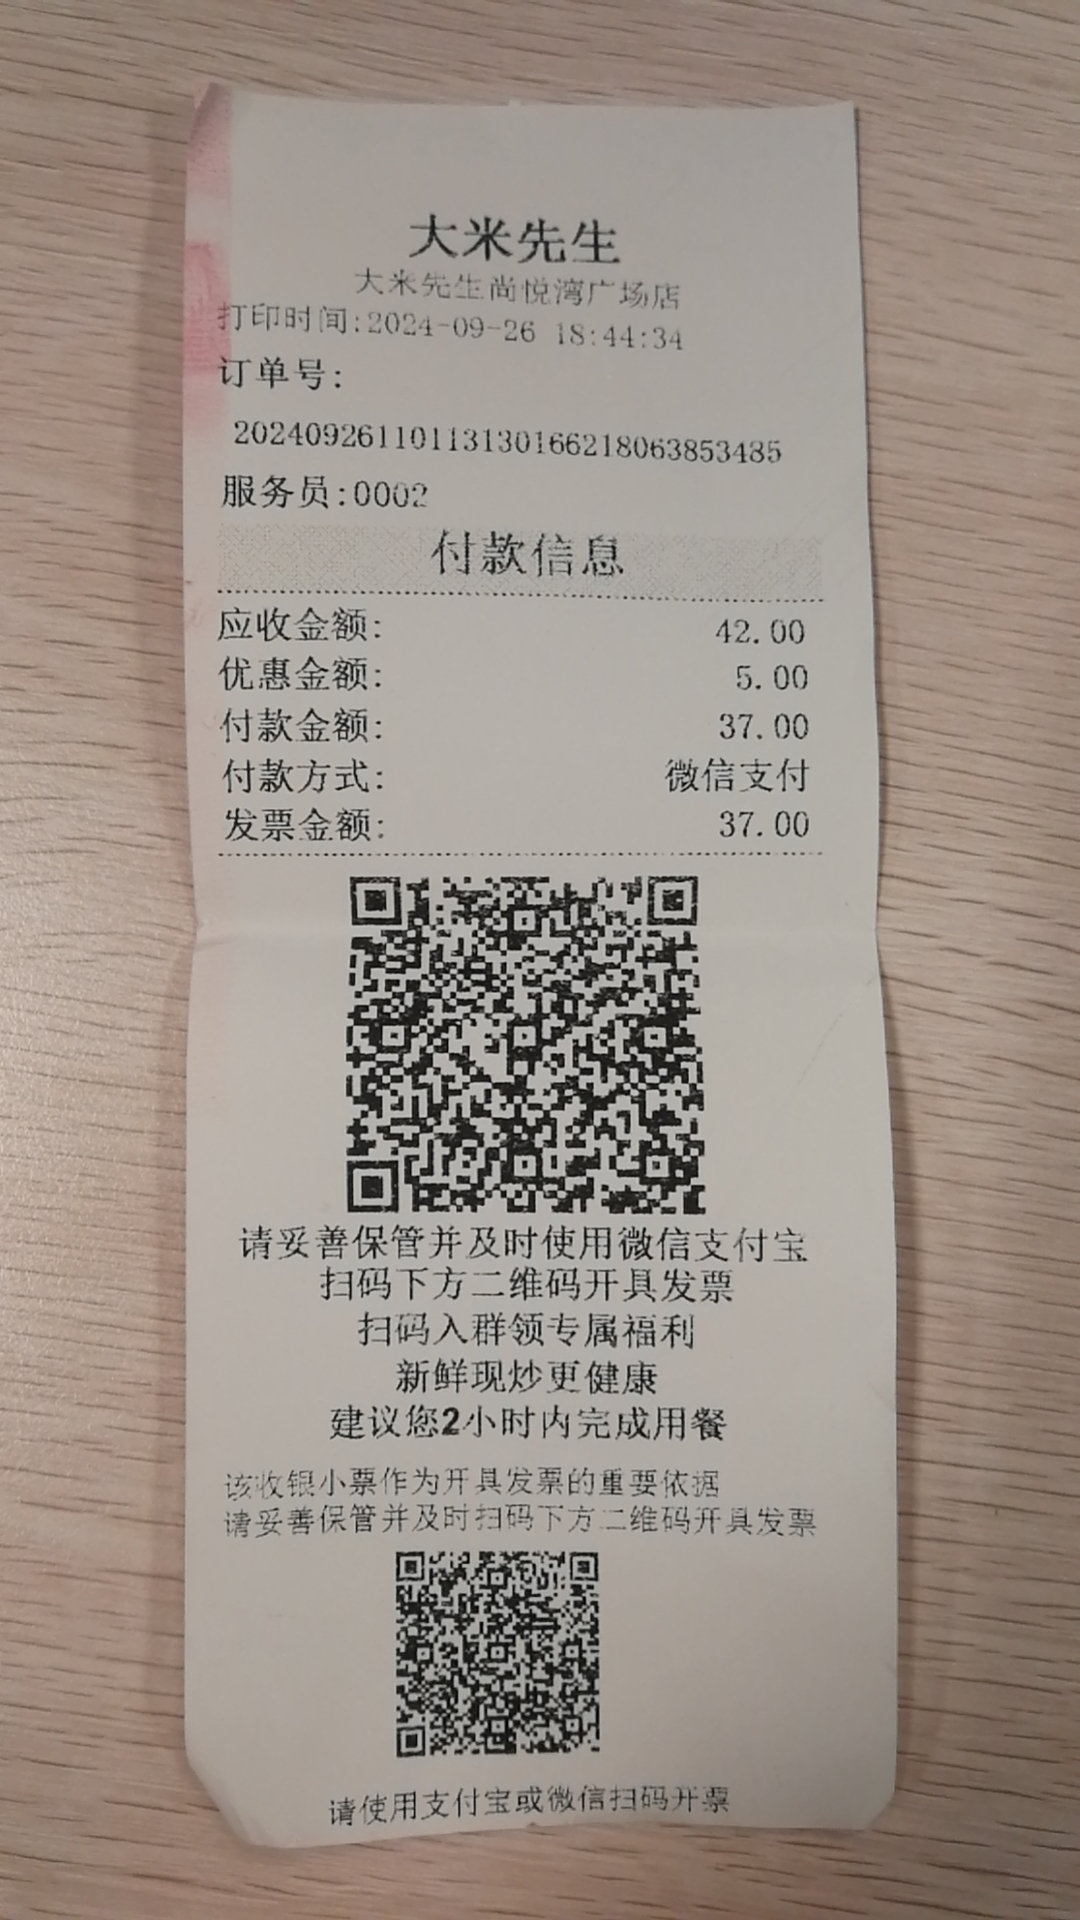 大米先生
大米先生尚悦湾广场店
打印时间:2024-09-26 18:44:34
订单号:
202409261101131301662180638534­85
服务员:0002
付款信息
应收金额: 42.00
优惠金额: 5.00
付款金额: 37.00
付款方式: 微信支付
发票金额: 37.00
请妥善保管并及时使用微信支付宝
扫码下方二维码开具发票
扫码入群领专属福利
新鲜现炒更健康
建议您2小时内完成用餐
该收银小票作为开具发票的重要依据
请妥善保管并及时扫码下方二维码开具发票
请使用支付宝或微信扫码开票